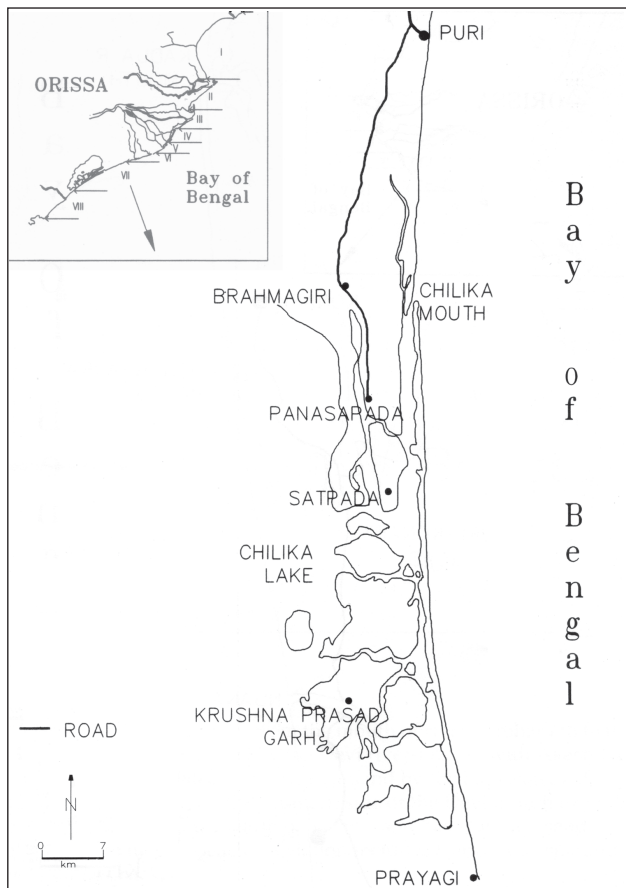 I
ORISSA
II
III
IV
V
VI
VII
Bay of
Bengal
VIII
PURI
Bay of Bengal
BRAHMAGIRI
CHILIKA
MOUTH
PANASAPADA
SATPADA
CHILIKA
LAKE
KRUSHNA PRASAD
GARH
ROAD
N
0 7
km
PRAYAGI